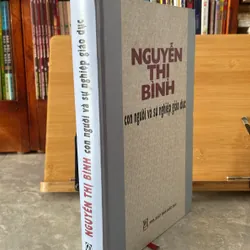 NGUYỄN
THỊ
BÌNH
con người và sự nghiệp giáo dục
NGUYỄN THỊ BÌNH con người và sự nghiệp giáo dục